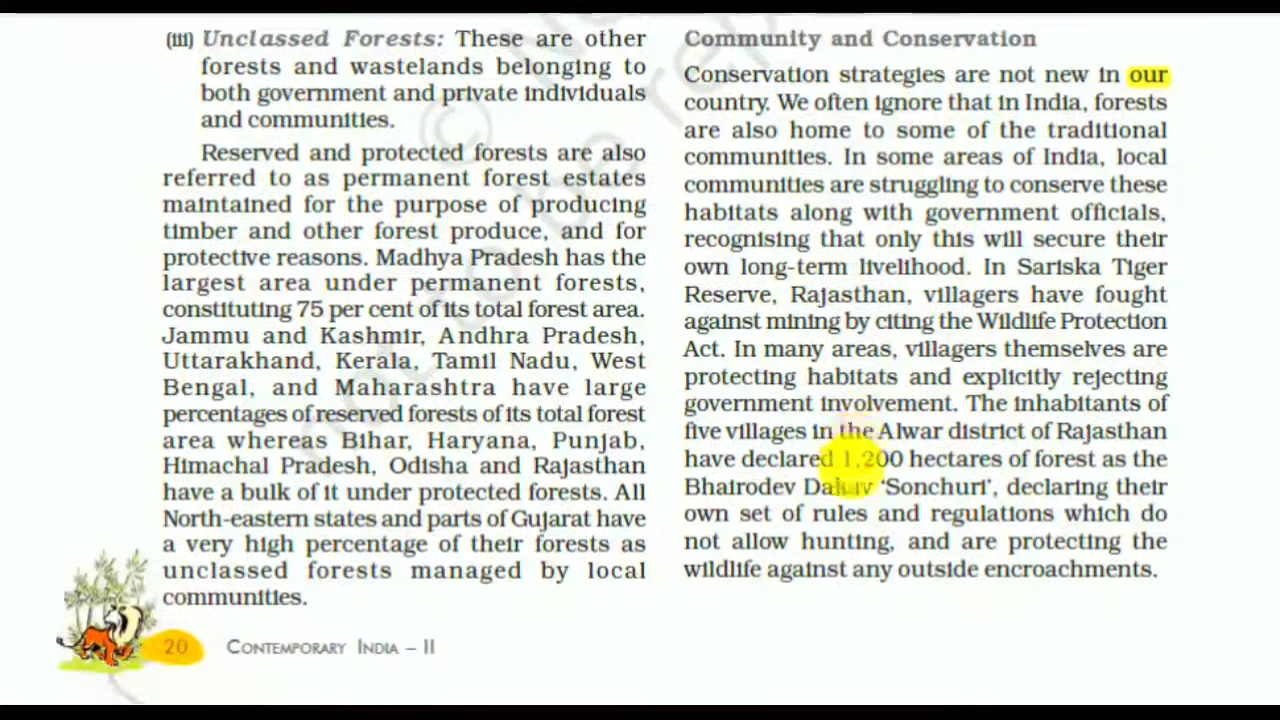 (iii) Unclassed Forests: These are other
forests and wastelands belonging to
both government and private individuals
and communities.
Reserved and protected forests are also
referred to as permanent forest estates
maintained for the purpose of producing
timber and other forest produce, and for
protective reasons. Madhya Pradesh has the
largest area under permanent forests,
constituting 75 per cent of its total forest area.
Jammu and Kashmir, Andhra Pradesh,
Uttarakhand, Kerala, Tamil Nadu, West
Bengal, and Maharashtra have large
percentages of reserved forests of its total forest
area whereas Bihar, Haryana, Punjab,
Himachal Pradesh, Odisha and Rajasthan
have a bulk of it under protected forests. All
North-eastern states and parts of Gujarat have
a very high percentage of their forests as
unclassed forests managed by local
communities.
20 CONTEMPORARY INDIA – II
Community and Conservation
Conservation strategies are not new in our
country. We often ignore that in India, forests
are also home to some of the traditional
communities. In some areas of India, local
communities are struggling to conserve these
habitats along with government officials,
recognising that only this will secure their
own long-term livelihood. In Sariska Tiger
Reserve, Rajasthan, villagers have fought
against mining by citing the Wildlife Protection
Act. In many areas, villagers themselves are
protecting habitats and explicitly rejecting
government involvement. The inhabitants of
five villages in the Alwar district of Rajasthan
have declared 1,200 hectares of forest as the
Bhairodev Dakav 'Sonchuri', declaring their
own set of rules and regulations which do
not allow hunting, and are protecting the
wildlife against any outside encroachments.
not to be rep